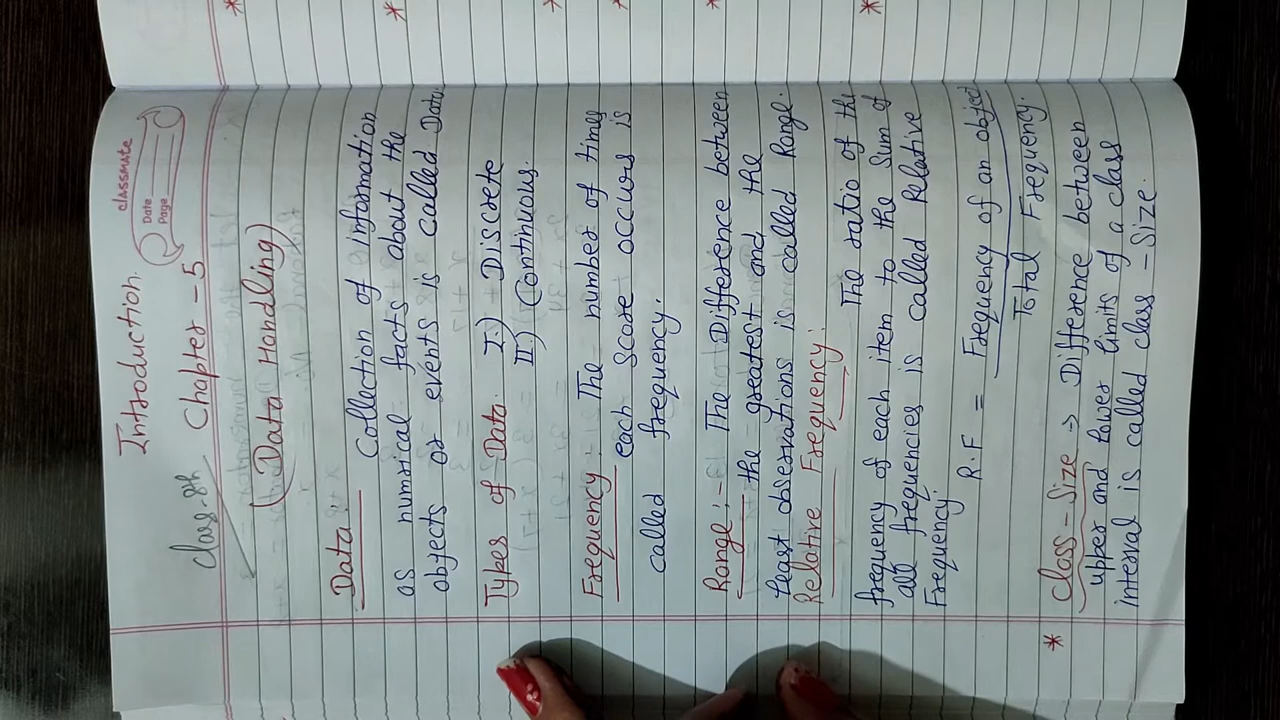 classmate
Date
Page
Introduction.
Class-8th Chapter - 5
(Data Handling)
Data : Collection of information
as numrical facts about the
objects or events is called Data
Types of Data. I.) Discrete
II) Continuous.
Frequency : The number of times
each score occurs is
called frequency.
Range :- The Difference between
the greatest and the
least observations is called Range.
Relative Frequency :
The ratio of the
frequency of each item to the Sum of
all frequencies is called Relative
Frequency.
R.F = Frequency of an object
Total Frequency.
* Class-Size => Difference between
upper and lower limits of a class
interval is called class - Size.